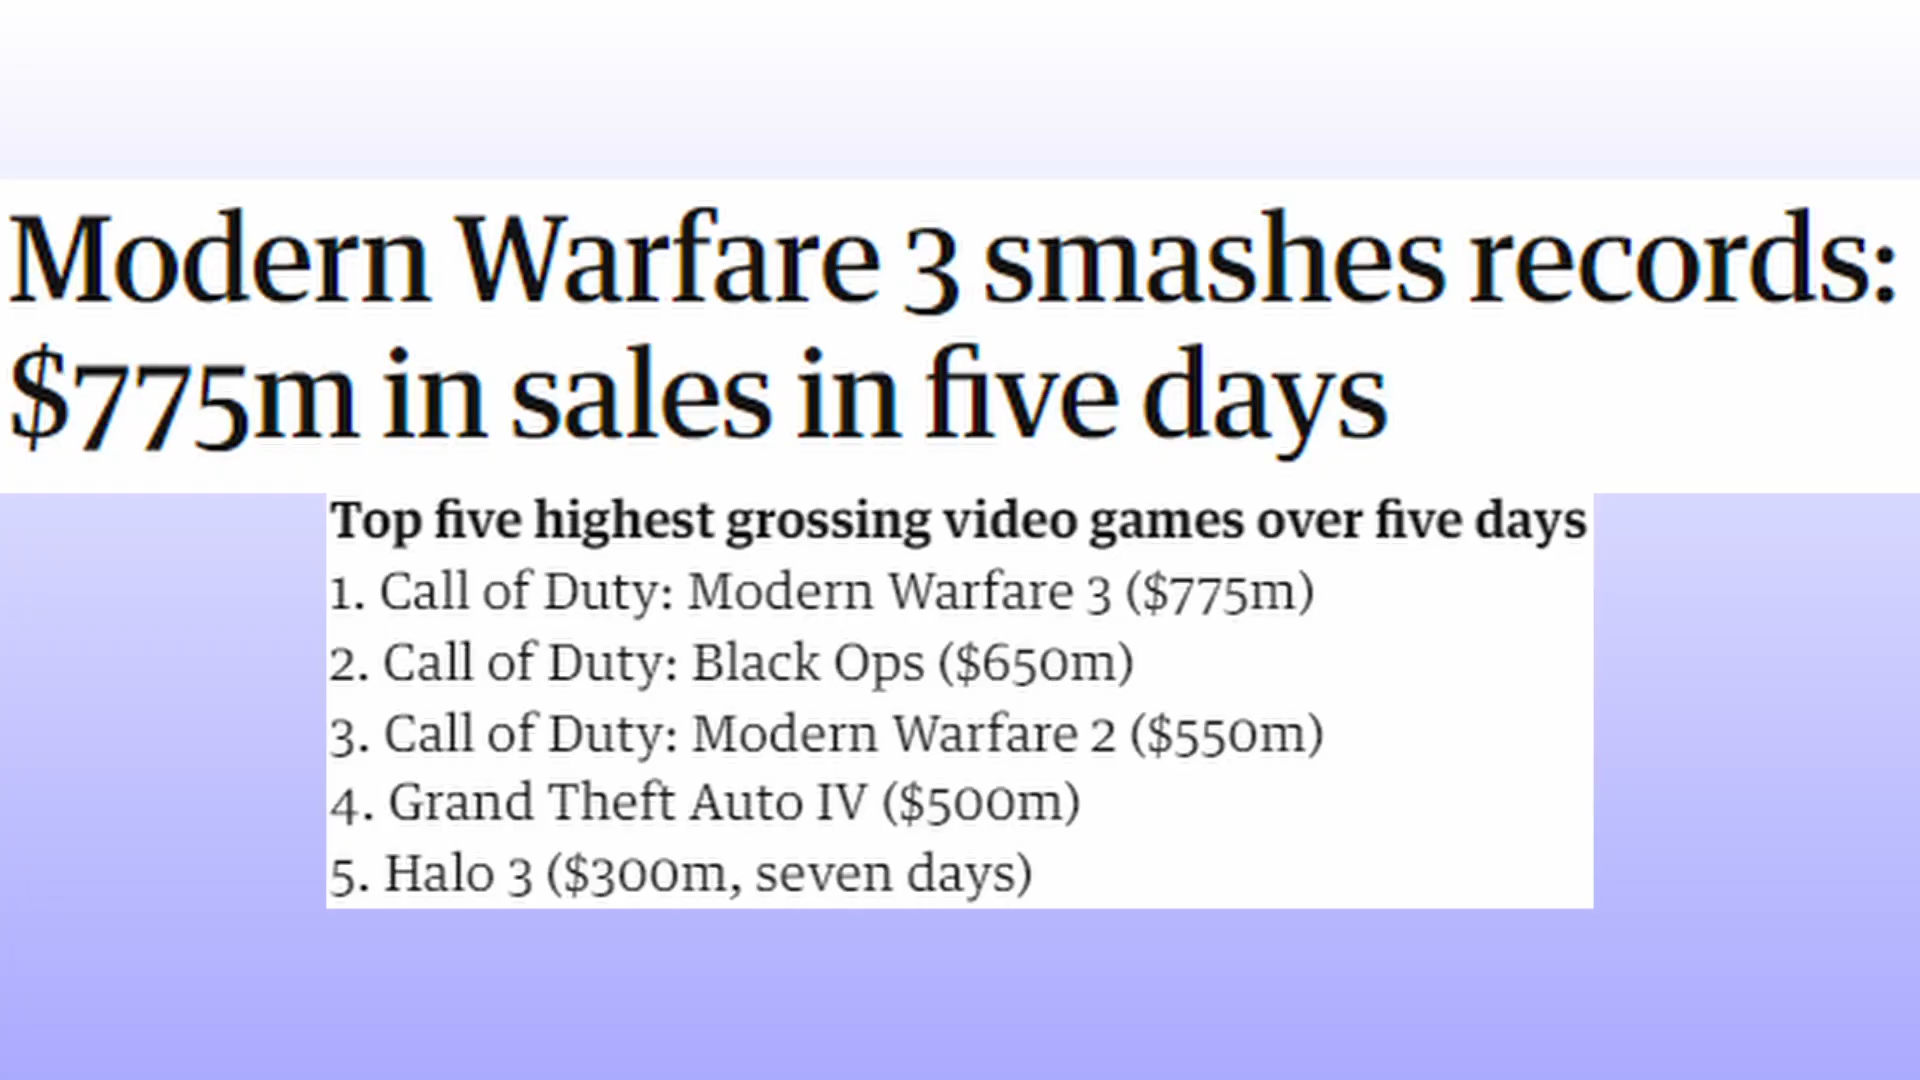 Modern Warfare 3 smashes records:
$775m in sales in five days
Top five highest grossing video games over five days
1. Call of Duty: Modern Warfare 3 ($775m)
2. Call of Duty: Black Ops ($650m)
3. Call of Duty: Modern Warfare 2 ($550m)
4. Grand Theft Auto IV ($500m)
5. Halo 3 ($300m, seven days)